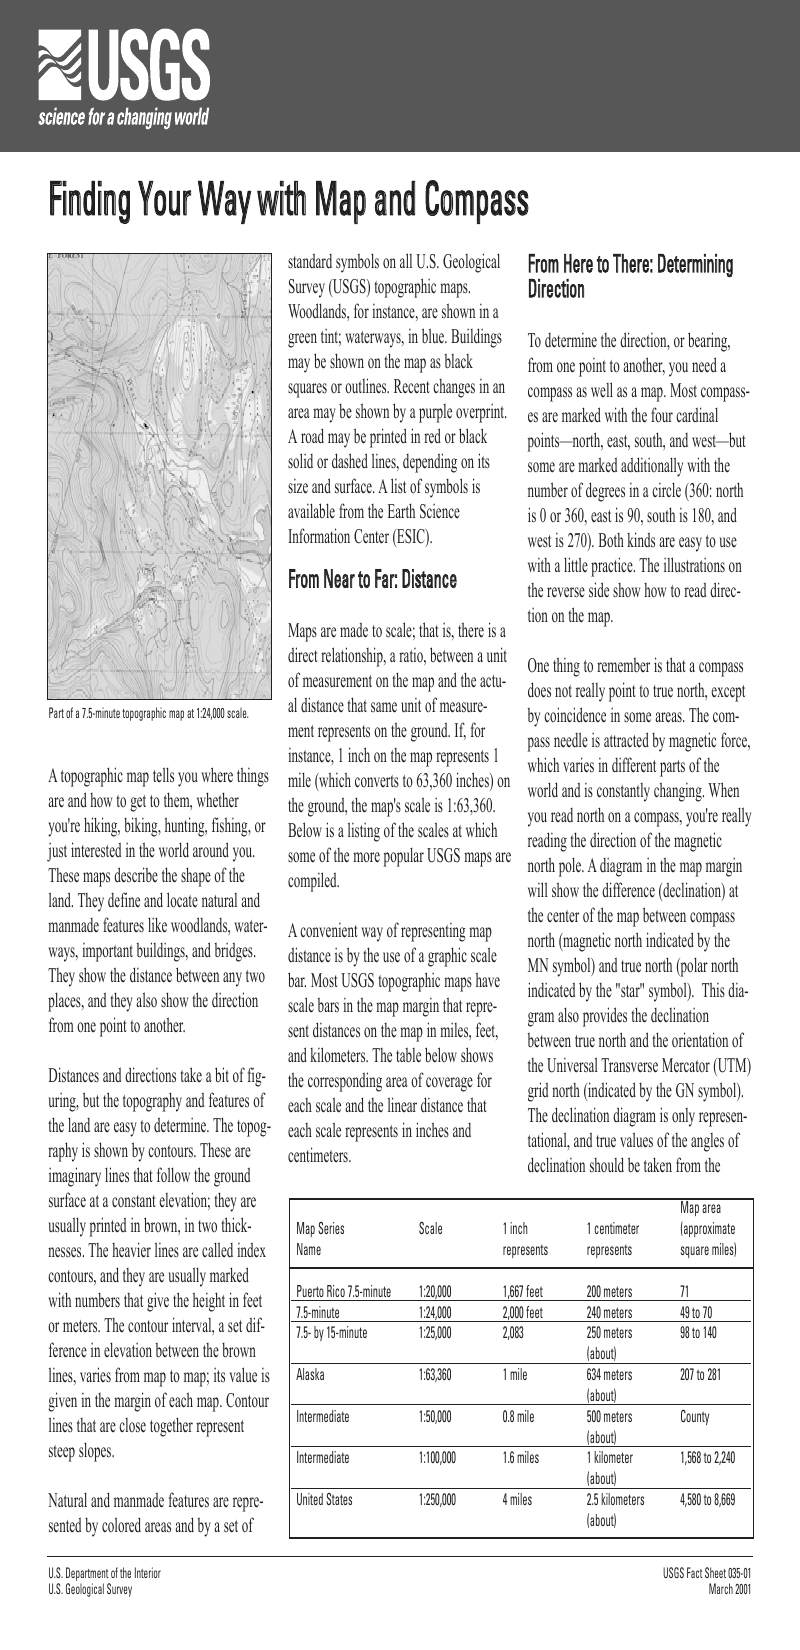 USGS
science for a changing world
Finding Your Way with Map and Compass
Part of a 7.5-minute topographic map at 1:24,000 scale.
A topographic map tells you where things
are and how to get to them, whether
you're hiking, biking, hunting, fishing, or
just interested in the world around you.
These maps describe the shape of the
land. They define and locate natural and
manmade features like woodlands, water-
ways, important buildings, and bridges.
They show the distance between any two
places, and they also show the direction
from one point to another.
Distances and directions take a bit of fig-
uring, but the topography and features of
the land are easy to determine. The topog-
raphy is shown by contours. These are
imaginary lines that follow the ground
surface at a constant elevation; they are
usually printed in brown, in two thick-
nesses. The heavier lines are called index
contours, and they are usually marked
with numbers that give the height in feet
or meters. The contour interval, a set dif-
ference in elevation between the brown
lines, varies from map to map; its value is
given in the margin of each map. Contour
lines that are close together represent
steep slopes.
Natural and manmade features are repre-
sented by colored areas and by a set of
standard symbols on all U.S. Geological
Survey (USGS) topographic maps.
Woodlands, for instance, are shown in a
green tint; waterways, in blue. Buildings
may be shown on the map as black
squares or outlines. Recent changes in an
area may be shown by a purple overprint.
A road may be printed in red or black
solid or dashed lines, depending on its
size and surface. A list of symbols is
available from the Earth Science
Information Center (ESIC).
From Near to Far: Distance
Maps are made to scale; that is, there is a
direct relationship, a ratio, between a unit
of measurement on the map and the actu-
al distance that same unit of measure-
ment represents on the ground. If, for
instance, 1 inch on the map represents 1
mile (which converts to 63,360 inches) on
the ground, the map's scale is 1:63,360.
Below is a listing of the scales at which
some of the more popular USGS maps are
compiled.
A convenient way of representing map
distance is by the use of a graphic scale
bar. Most USGS topographic maps have
scale bars in the map margin that repre-
sent distances on the map in miles, feet,
and kilometers. The table below shows
the corresponding area of coverage for
each scale and the linear distance that
each scale represents in inches and
centimeters.
From Here to There: Determining
Direction
To determine the direction, or bearing,
from one point to another, you need a
compass as well as a map. Most compass-
es are marked with the four cardinal
points—north, east, south, and west—but
some are marked additionally with the
number of degrees in a circle (360: north
is 0 or 360, east is 90, south is 180, and
west is 270). Both kinds are easy to use
with a little practice. The illustrations on
the reverse side show how to read direc-
tion on the map.
One thing to remember is that a compass
does not really point to true north, except
by coincidence in some areas. The com-
pass needle is attracted by magnetic force,
which varies in different parts of the
world and is constantly changing. When
you read north on a compass, you're really
reading the direction of the magnetic
north pole. A diagram in the map margin
will show the difference (declination) at
the center of the map between compass
north (magnetic north indicated by the
MN symbol) and true north (polar north
indicated by the "star" symbol). This dia-
gram also provides the declination
between true north and the orientation of
the Universal Transverse Mercator (UTM)
grid north (indicated by the GN symbol).
The declination diagram is only represen-
tational, and true values of the angles of
declination should be taken from the
Map area
Map Series Scale 1 inch 1 centimeter (approximate
Name represents represents square miles)
Puerto Rico 7.5-minute 1:20,000 1,667 feet 200 meters 71
7.5-minute 1:24,000 2,000 feet 240 meters 49 to 70
7.5- by 15-minute 1:25,000 2,083 250 meters 98 to 140
(about)
Alaska 1:63,360 1 mile 634 meters 207 to 281
(about)
Intermediate 1:50,000 0.8 mile 500 meters County
(about)
Intermediate 1:100,000 1.6 miles 1 kilometer 1,568 to 2,240
(about)
United States 1:250,000 4 miles 2.5 kilometers 4,580 to 8,669
(about)
U.S. Department of the Interior USGS Fact Sheet 035-01
U.S. Geological Survey March 2001